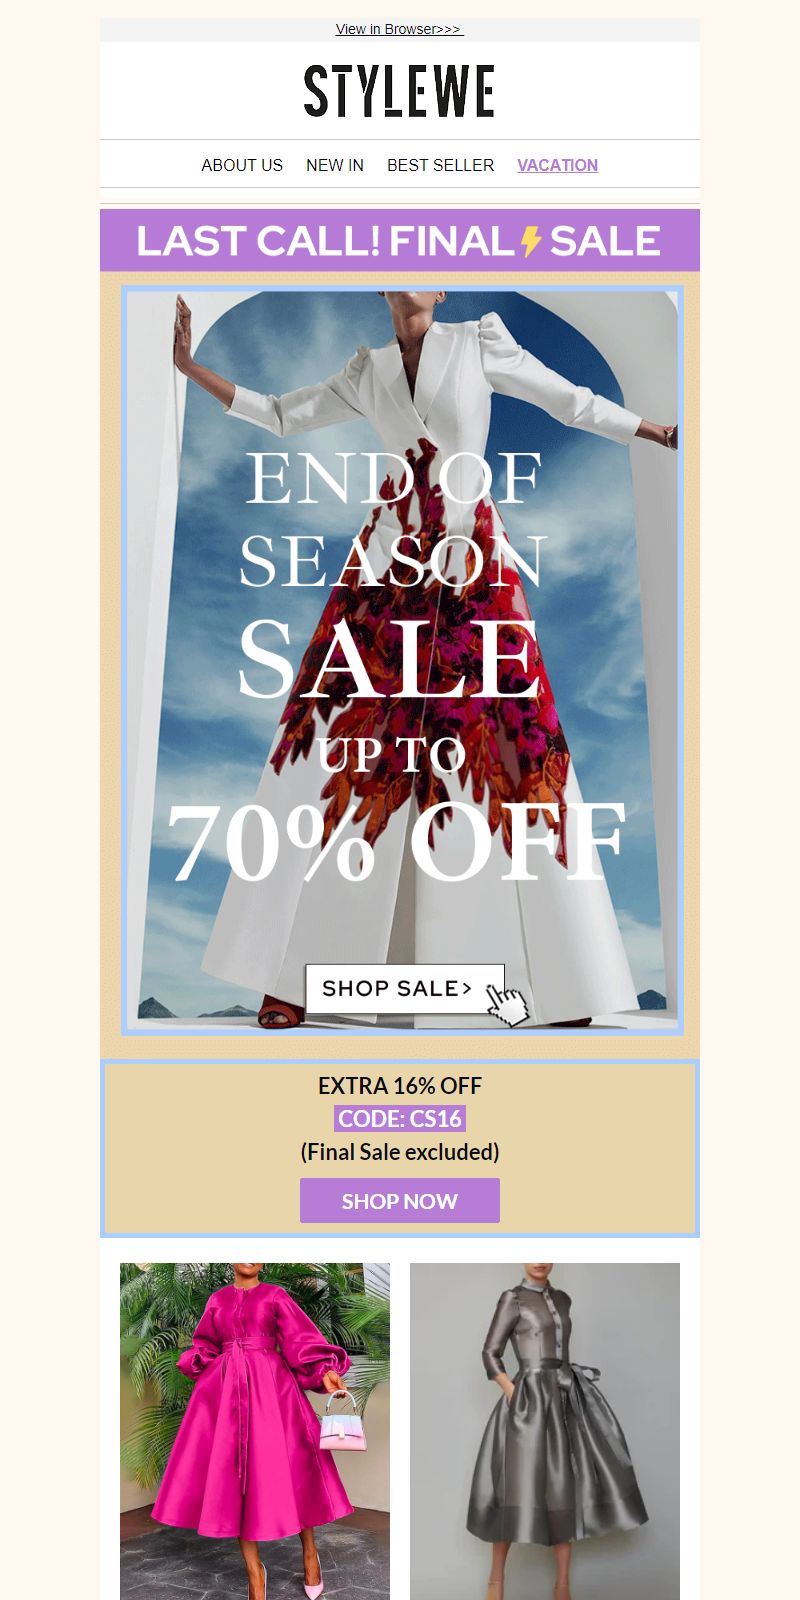 View in Browser>>>
STYLEWE
ABOUT US NEW IN BEST SELLER VACATION
LAST CALL! FINAL⚡SALE
END OF
SEASON
SALE
UP TO
70% OFF
SHOP SALE>
EXTRA 16% OFF
CODE: CS16
(Final Sale excluded)
SHOP NOW